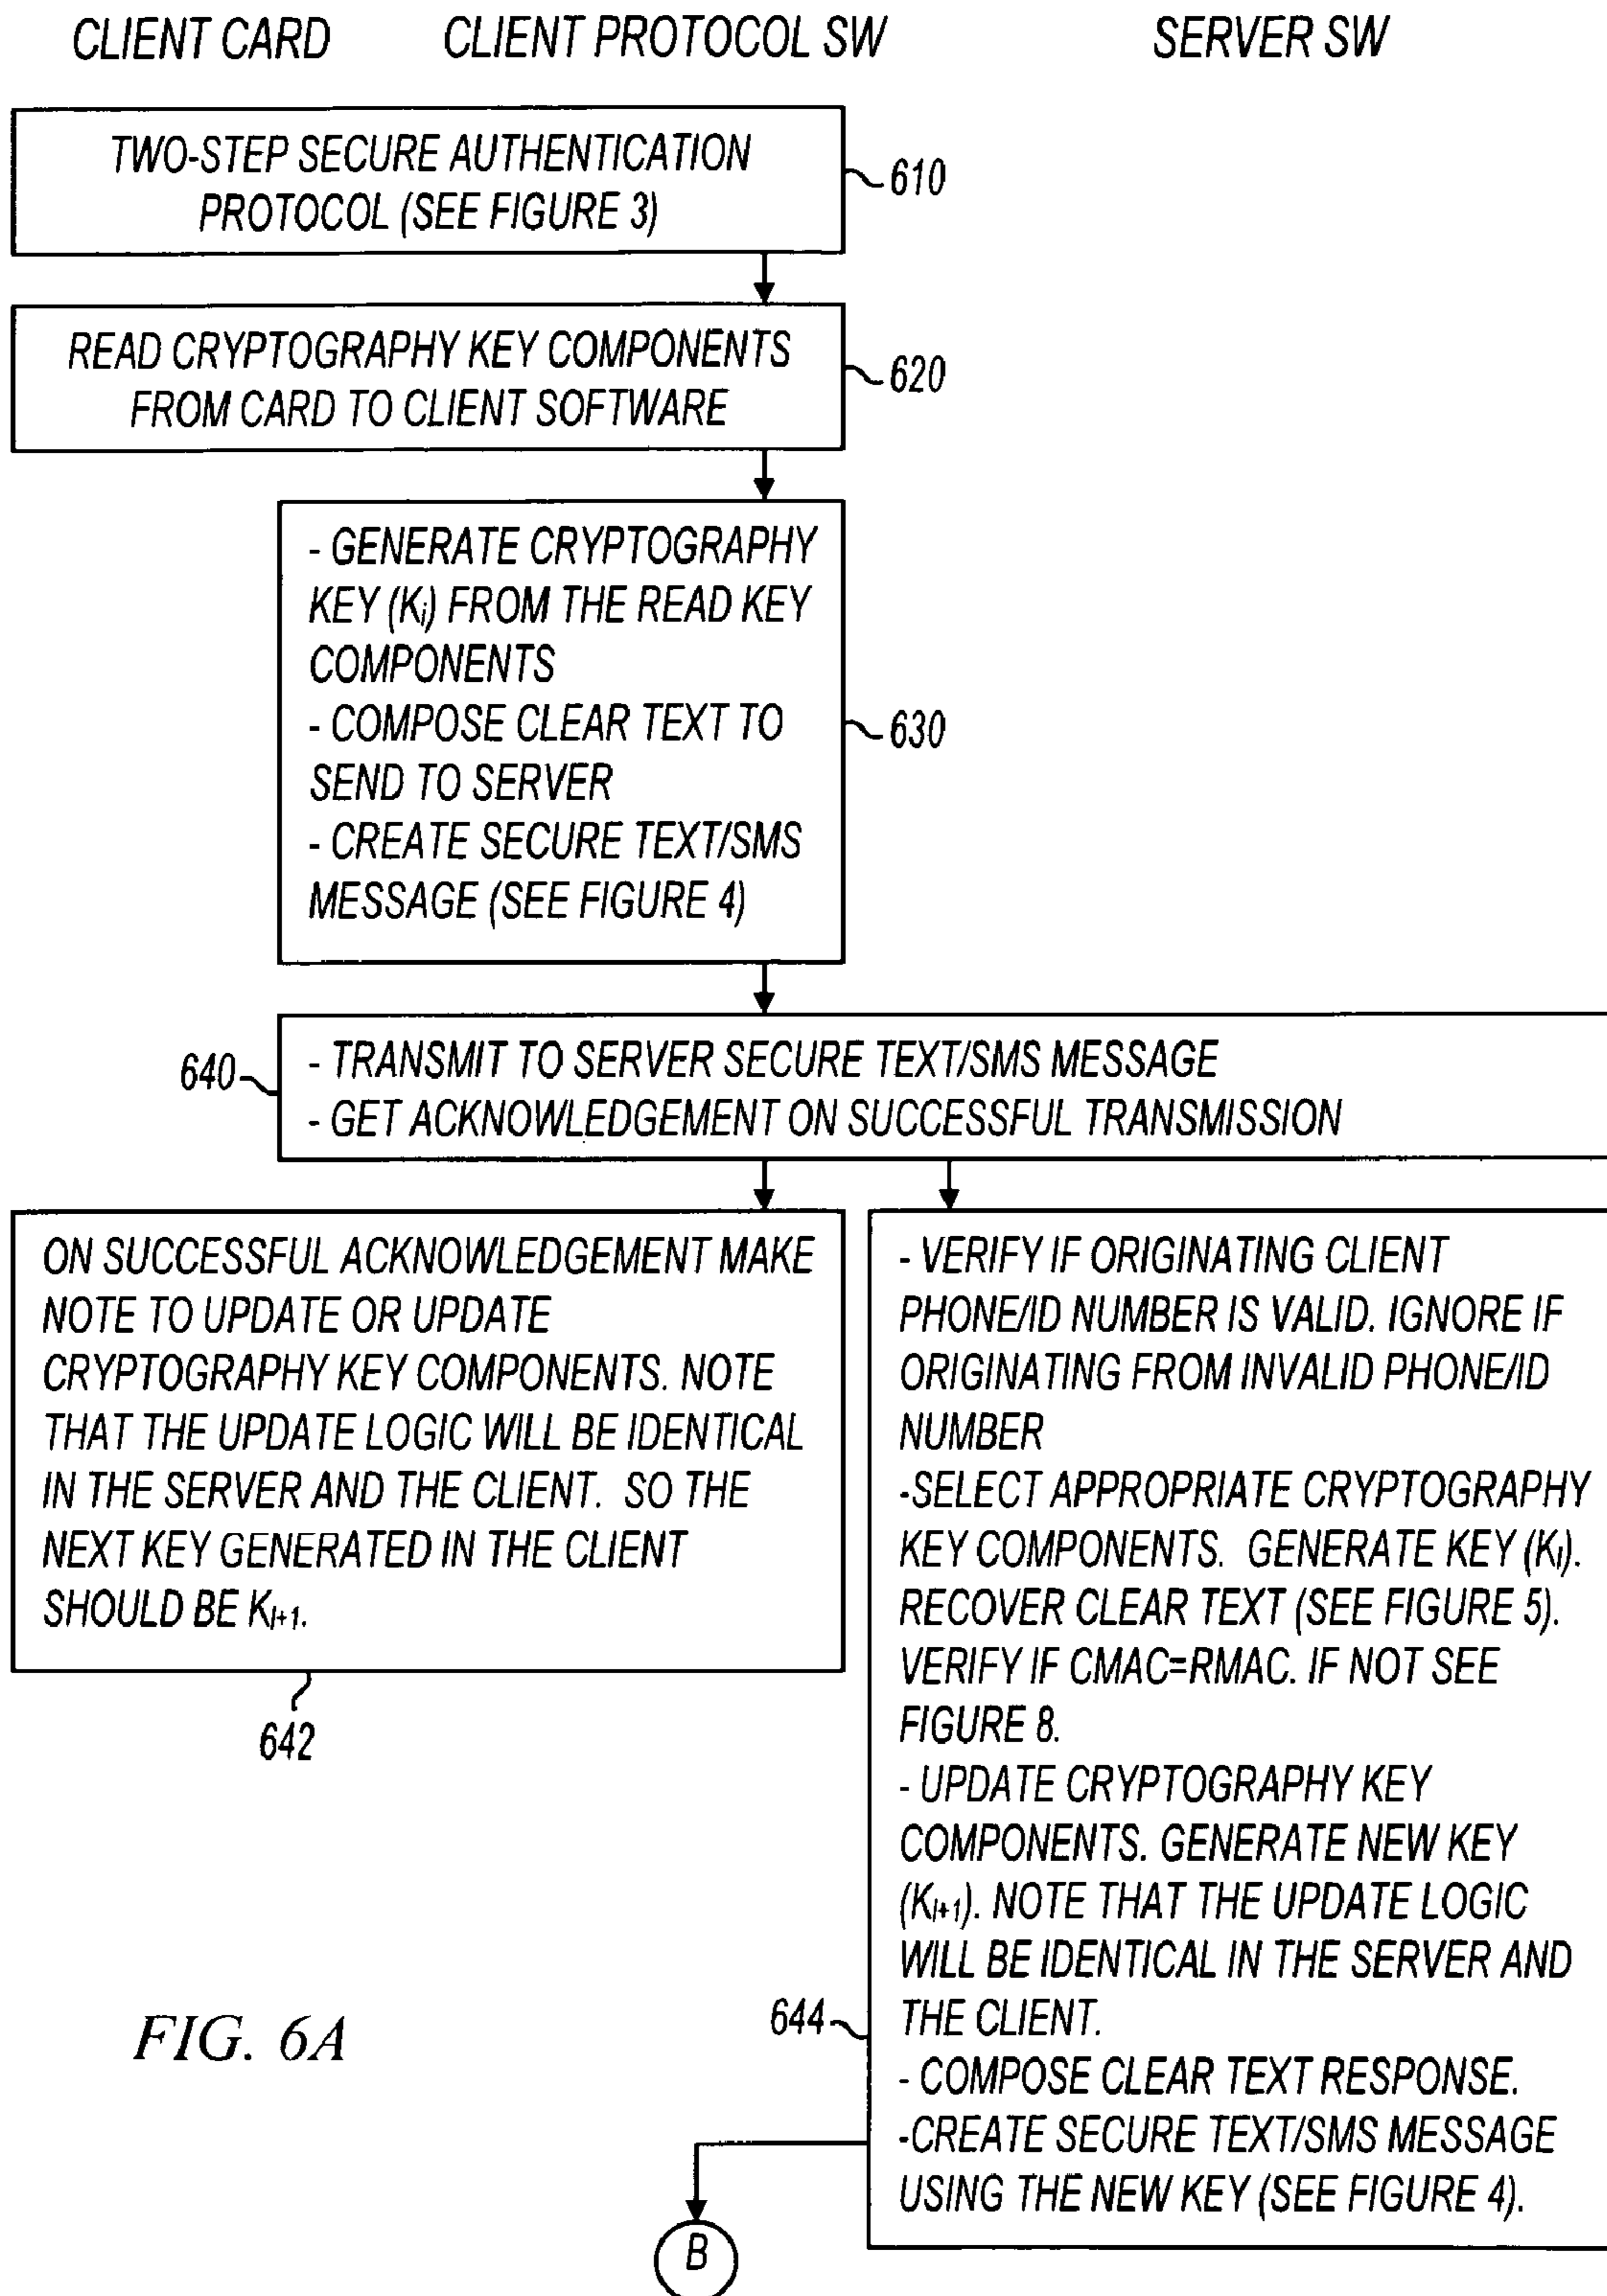 CLIENT CARD
CLIENT PROTOCOL SW
SERVER SW
TWO-STEP SECURE AUTHENTICATION
PROTOCOL (SEE FIGURE 3)
610
READ CRYPTOGRAPHY KEY COMPONENTS
FROM CARD TO CLIENT SOFTWARE
620
- GENERATE CRYPTOGRAPHY
KEY (Ki) FROM THE READ KEY
COMPONENTS
- COMPOSE CLEAR TEXT TO
SEND TO SERVER
- CREATE SECURE TEXT/SMS
MESSAGE (SEE FIGURE 4)
630
640
- TRANSMIT TO SERVER SECURE TEXT/SMS MESSAGE
- GET ACKNOWLEDGEMENT ON SUCCESSFUL TRANSMISSION
ON SUCCESSFUL ACKNOWLEDGEMENT MAKE
NOTE TO UPDATE OR UPDATE
CRYPTOGRAPHY KEY COMPONENTS. NOTE
THAT THE UPDATE LOGIC WILL BE IDENTICAL
IN THE SERVER AND THE CLIENT. SO THE
NEXT KEY GENERATED IN THE CLIENT
SHOULD BE Ki+1.
642
- VERIFY IF ORIGINATING CLIENT
PHONE/ID NUMBER IS VALID. IGNORE IF
ORIGINATING FROM INVALID PHONE/ID
NUMBER
-SELECT APPROPRIATE CRYPTOGRAPHY
KEY COMPONENTS. GENERATE KEY (Ki).
RECOVER CLEAR TEXT (SEE FIGURE 5).
VERIFY IF CMAC=RMAC. IF NOT SEE
FIGURE 8.
- UPDATE CRYPTOGRAPHY KEY
COMPONENTS. GENERATE NEW KEY
(Ki+1). NOTE THAT THE UPDATE LOGIC
WILL BE IDENTICAL IN THE SERVER AND
THE CLIENT.
- COMPOSE CLEAR TEXT RESPONSE.
-CREATE SECURE TEXT/SMS MESSAGE
USING THE NEW KEY (SEE FIGURE 4).
644
FIG. 6A
B